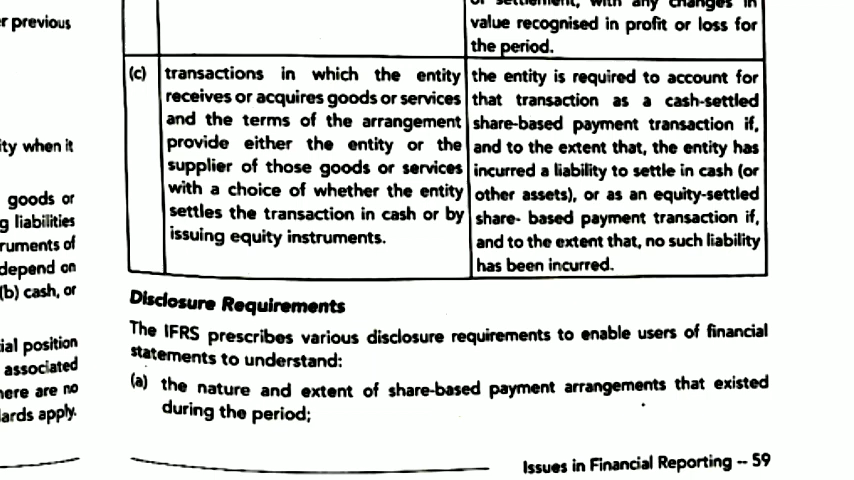 r previous
ity when it
goods or
g liabilities
ruments of
depend on
(b) cash, or
ial position
associated
here are no
lards apply.
or settlement, with any changes in
value recognised in profit or loss for
the period.
(c) transactions in which the entity
receives or acquires goods or services
and the terms of the arrangement
provide either the entity or the
supplier of those goods or services
with a choice of whether the entity
settles the transaction in cash or by
issuing equity instruments.
the entity is required to account for
that transaction as a cash-settled
share-based payment transaction if,
and to the extent that, the entity has
incurred a liability to settle in cash (or
other assets), or as an equity-settled
share- based payment transaction if,
and to the extent that, no such liability
has been incurred.
Disclosure Requirements
The IFRS prescribes various disclosure requirements to enable users of financial
statements to understand:
(a) the nature and extent of share-based payment arrangements that existed
during the period;
Issues in Financial Reporting -- 59